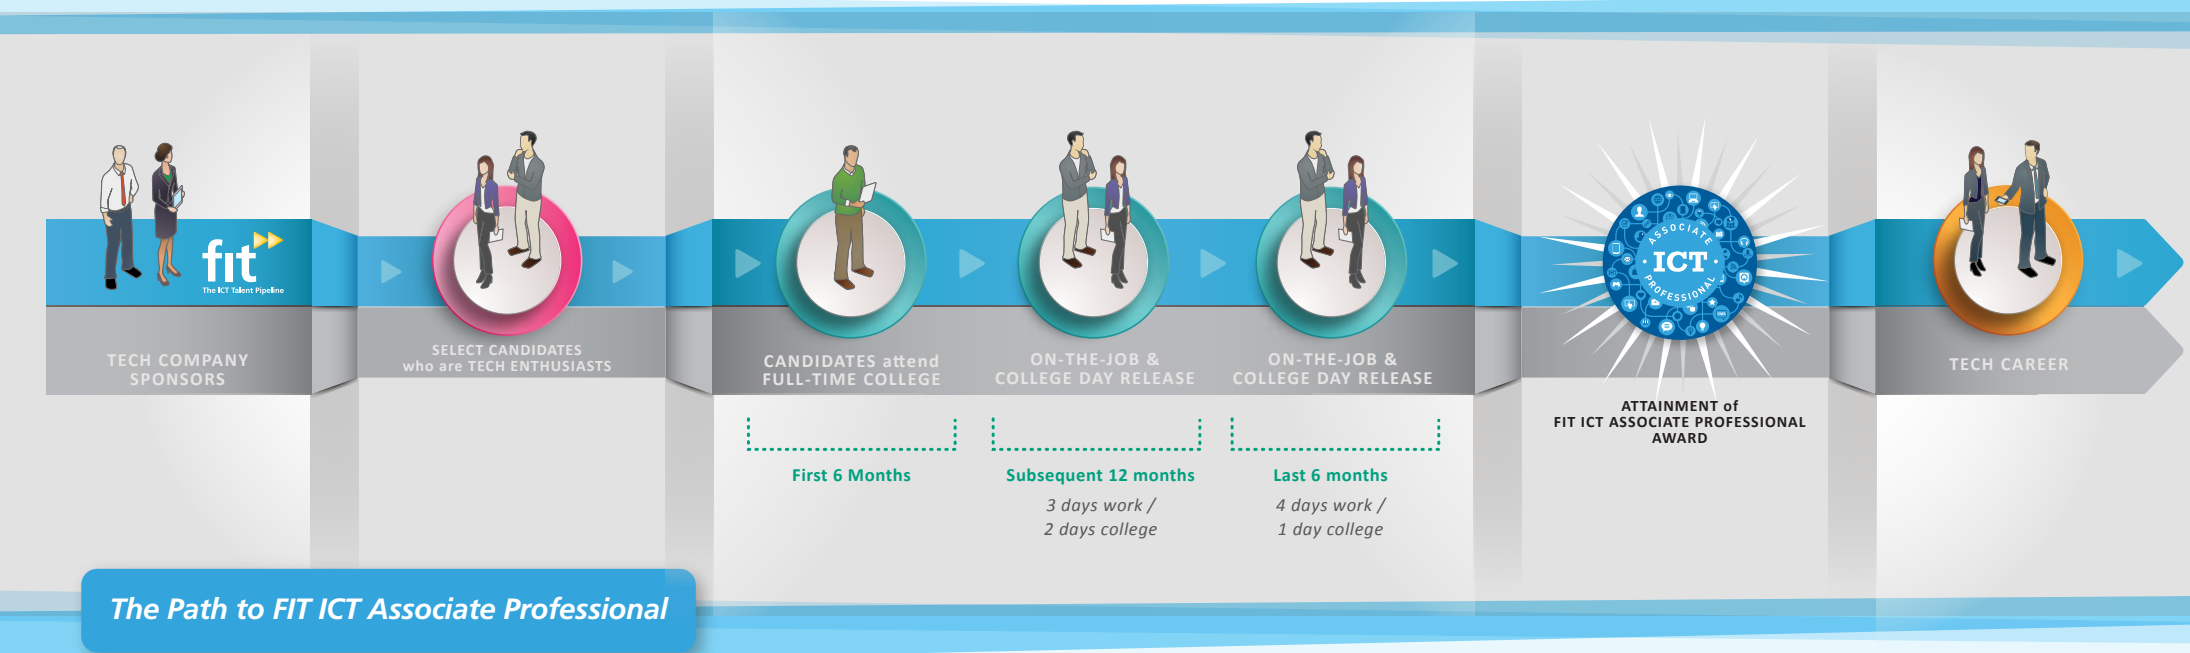 fit
The ICT Talent Pipeline
TECH COMPANY
SPONSORS
SELECT CANDIDATES
who are TECH ENTHUSIASTS
CANDIDATES attend
FULL-TIME COLLEGE
First 6 Months
ON-THE-JOB &
COLLEGE DAY RELEASE
Subsequent 12 months
3 days work /
2 days college
ON-THE-JOB &
COLLEGE DAY RELEASE
Last 6 months
4 days work /
1 day college
ASSOCIATE
ICT
PROFESSIONAL
ATTAINMENT of
FIT ICT ASSOCIATE PROFESSIONAL
AWARD
TECH CAREER
The Path to FIT ICT Associate Professional